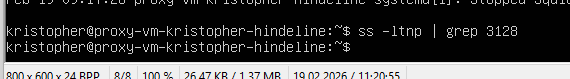 kristopher@proxy-vm-kristopher-hindeline:~$ ss -ltnp | grep 3128
kristopher@proxy-vm-kristopher-hindeline:~$
800 x 600 x 24 BPP 8/8 100 % 26.47 KB / 1.37 MB 19.02.2026 / 11:20:55